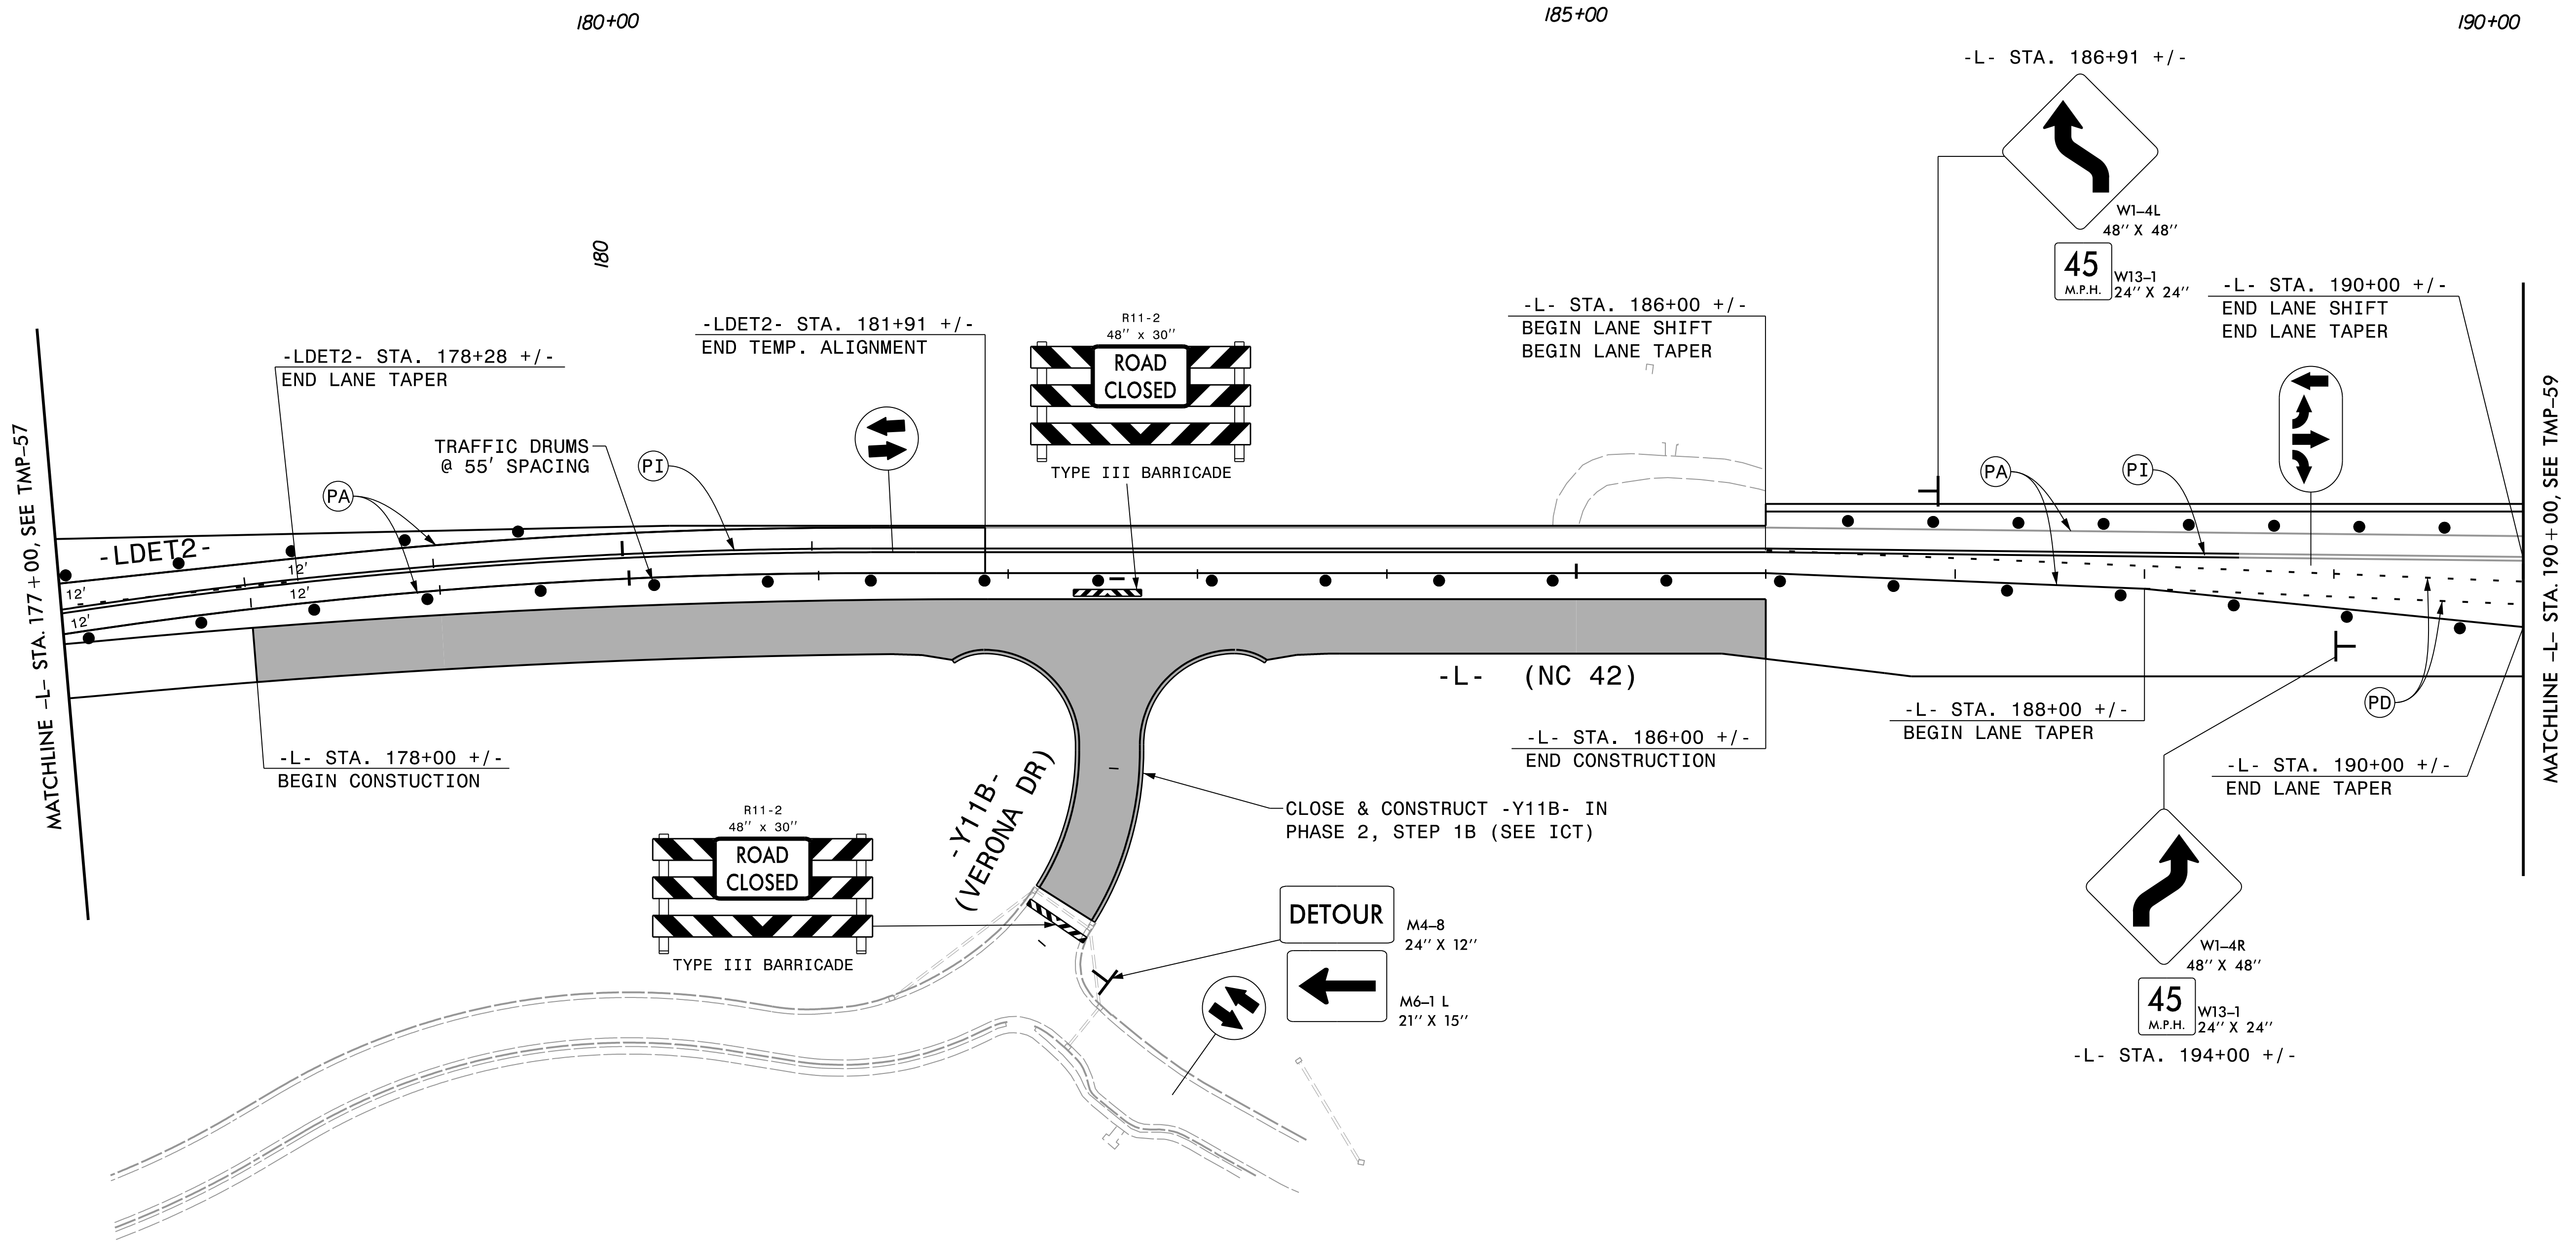 180+00
185+00
190+00
-L- STA. 186+91 +/-
W1-4L
48'' X 48''
45
M.P.H.
W13-1
24'' X 24''
-L- STA. 190+00 +/-
END LANE SHIFT
END LANE TAPER
180
-L- STA. 186+00 +/-
BEGIN LANE SHIFT
BEGIN LANE TAPER
R11-2
48'' x 30''
ROAD
CLOSED
TYPE III BARRICADE
-LDET2- STA. 181+91 +/-
END TEMP. ALIGNMENT
-LDET2- STA. 178+28 +/-
END LANE TAPER
TRAFFIC DRUMS
@ 55' SPACING
PI
PA
PA
PI
MATCHLINE -L- STA. 177+00, SEE TMP-57
MATCHLINE -L- STA. 190+00, SEE TMP-59
-LDET2-
12'
12'
12'
12'
-L- (NC 42)
-L- STA. 188+00 +/-
BEGIN LANE TAPER
PD
-L- STA. 178+00 +/-
BEGIN CONSTUCTION
-L- STA. 186+00 +/-
END CONSTRUCTION
-L- STA. 190+00 +/-
END LANE TAPER
-Y11B-
(VERONA DR)
CLOSE & CONSTRUCT -Y11B- IN
PHASE 2, STEP 1B (SEE ICT)
R11-2
48'' x 30''
ROAD
CLOSED
TYPE III BARRICADE
DETOUR
M4-8
24'' X 12''
M6-1 L
21'' X 15''
W1-4R
48'' X 48''
45
M.P.H.
W13-1
24'' X 24''
-L- STA. 194+00 +/-